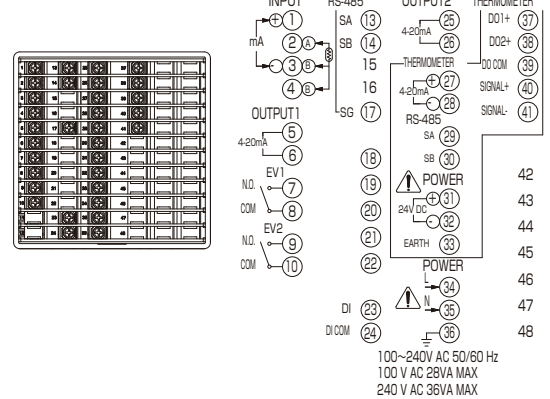 INPUT1
RS-485
OUTPUT2
THERMOMETER
+ 1
mA
2 A
- 3 B
4 B
SA 13
SB 14
15
16
SG 17
4-20mA
25
26
THERMOMETER
+ 27
4-20mA
- 28
RS-485
SA 29
SB 30
DO1+ 37
DO2+ 38
DO COM 39
SIGNAL+ 40
SIGNAL- 41
OUTPUT1
5
4-20mA
6
EV1
N.O. 7
COM 8
EV2
N.O. 9
COM 10
18
19
20
21
22
DI 23
DI COM 24
POWER
+ 31
24V DC
- 32
EARTH 33
POWER
L 34
N 35
36
42
43
44
45
46
47
48
100~240V AC 50/60 Hz
100 V AC 28VA MAX
240 V AC 36VA MAX